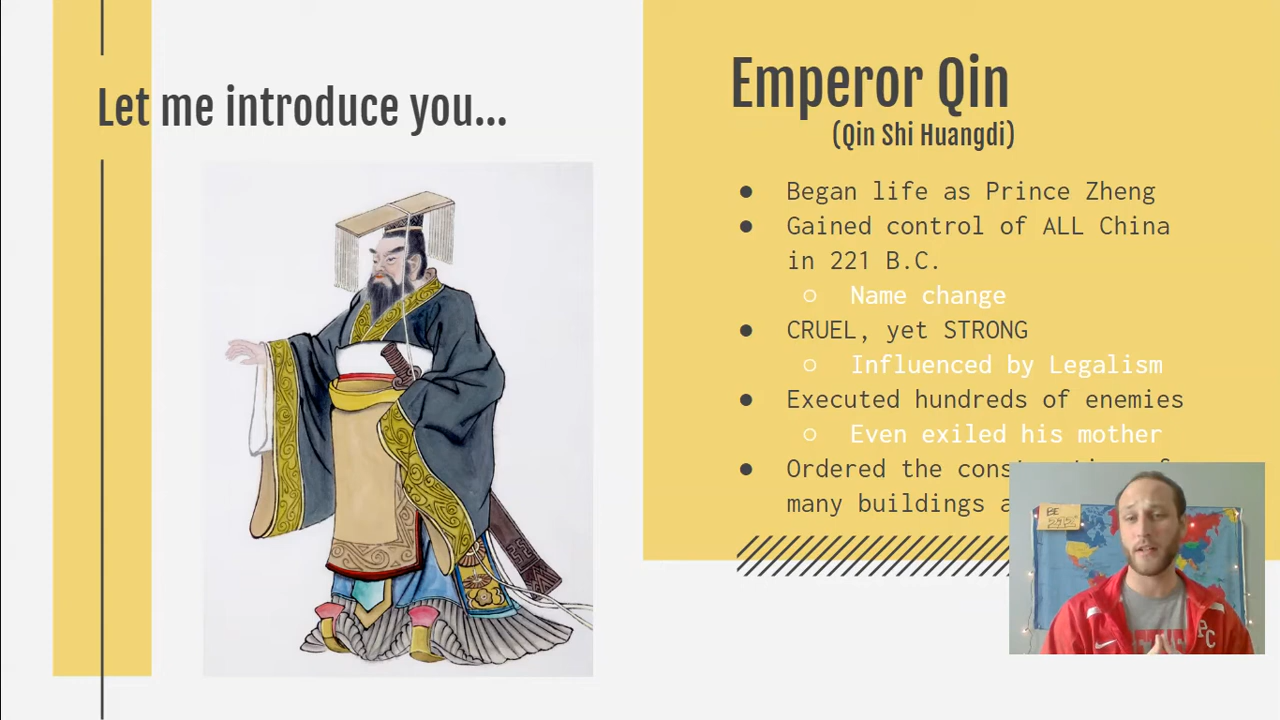 Let me introduce you...
Emperor Qin
(Qin Shi Huangdi)
● Began life as Prince Zheng
● Gained control of ALL China
in 221 B.C.
○ Name change
● CRUEL, yet STRONG
○ Influenced by Legalism
● Executed hundreds of enemies
○ Even exiled his mother
● Ordered the
many buildings
BE
PC